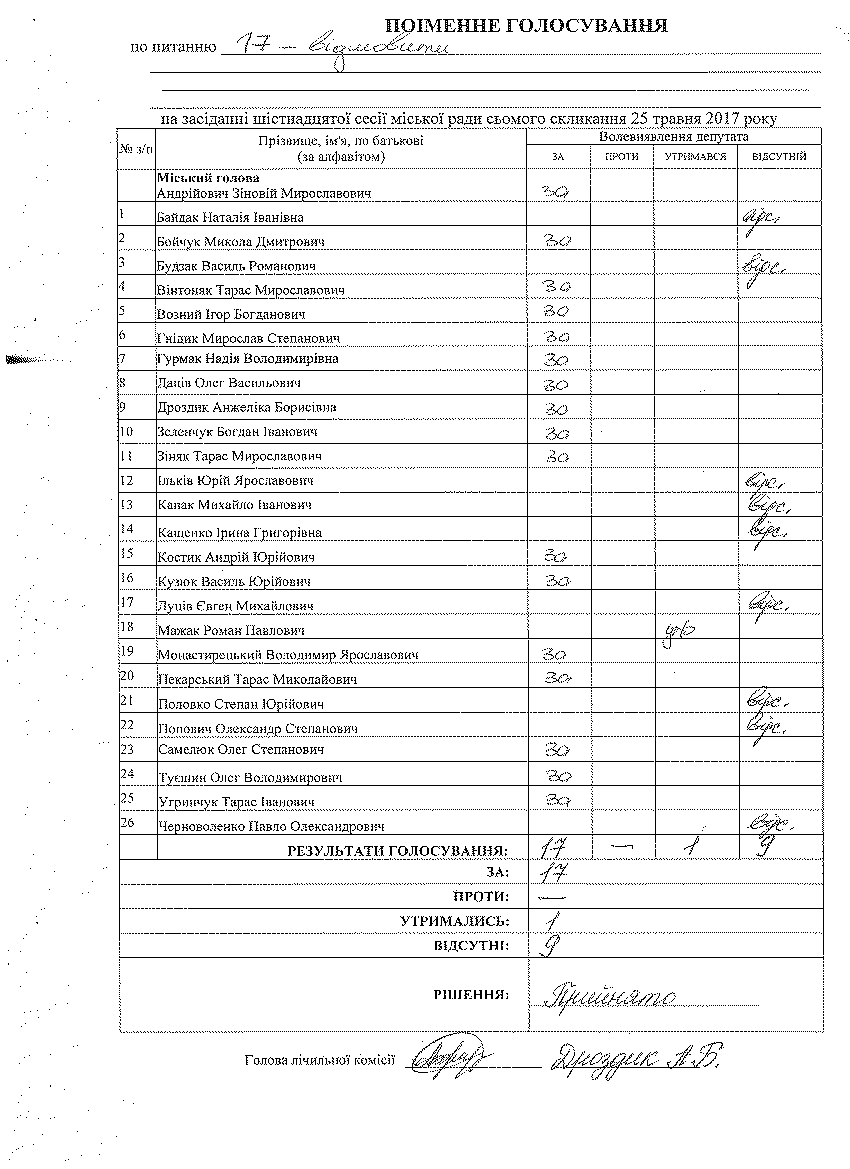 ПОІМЕННЕ ГОЛОСУВАННЯ
по питанню 17 – відмовити
на засіданні шістнадцятої сесії міської ради сьомого скликання 25 травня 2017 року
№ з/п Прізвище, ім'я, по батькові (за алфавітом) Волевиявлення депутата
ЗА ПРОТИ УТРИМАВСЯ ВІДСУТНІЙ
Міський голова
Андрійович Зіновій Мирославович за
1 Байдак Наталія Іванівна відс.
2 Бойчук Микола Дмитрович за
3 Будзак Василь Романович відс.
4 Вінтоняк Тарас Мирославович за
5 Возний Ігор Богданович за
6 Гнідик Мирослав Степанович за
7 Гурмак Надія Володимирівна за
8 Даців Олег Васильович за
9 Дроздик Анжеліка Борисівна за
10 Зеленчук Богдан Іванович за
11 Зіняк Тарас Мирославович за
12 Ільків Юрій Ярославович відс.
13 Капак Михайло Іванович відс.
14 Кащенко Ірина Григорівна відс.
15 Костик Андрій Юрійович за
16 Кузюк Василь Юрійович за
17 Луців Євген Михайлович відс.
18 Мажак Роман Павлович
19 Монастирецький Володимир Ярославович за
20 Пекарський Тарас Миколайович за
21 Половко Степан Юрійович відс.
22 Попович Олександр Степанович відс.
23 Самелюк Олег Степанович за
24 Туєшин Олег Володимирович за
25 Угринчук Тарас Іванович за
26 Черноволенко Павло Олександрович відс.
РЕЗУЛЬТАТИ ГОЛОСУВАННЯ: 17 — 1 9
ЗА: 17
ПРОТИ: —
УТРИМАЛИСЬ: 1
ВІДСУТНІ: 9
РІШЕННЯ: Прийнято
Голова лічильної комісії Дроздик А.Б.